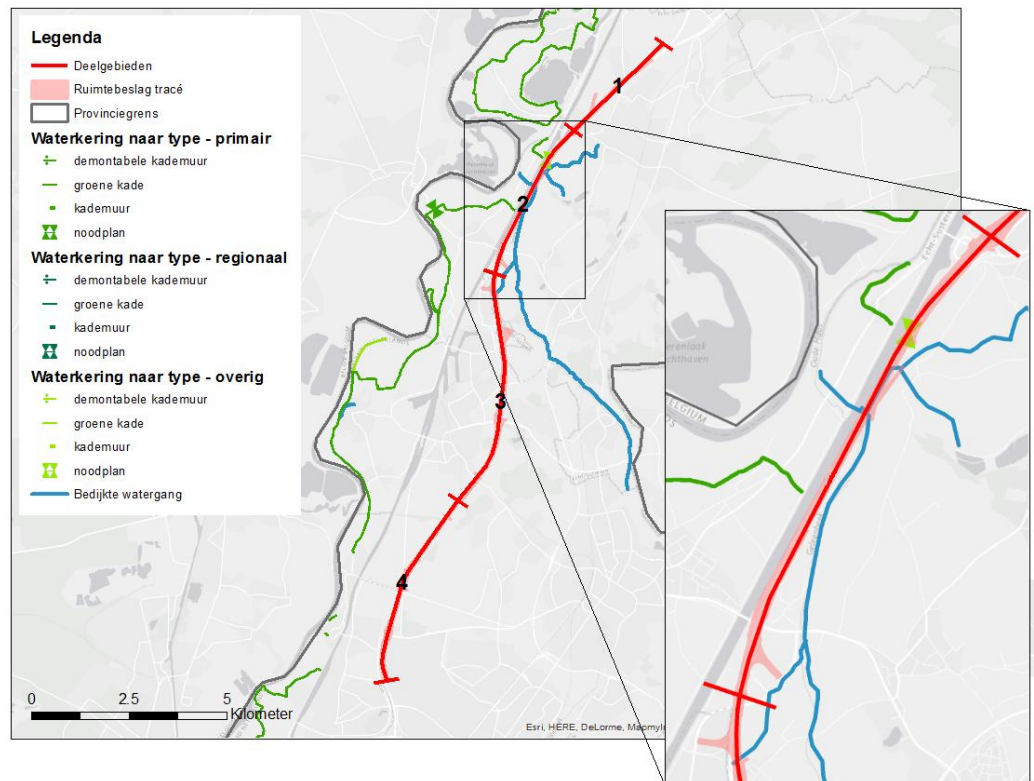 Legenda
Deelgebieden
Ruimtebeslag tracé
Provinciegrens
Waterkering naar type - primair
demontabele kademuur
groene kade
kademuur
noodplan
Waterkering naar type - regionaal
demontabele kademuur
groene kade
kademuur
noodplan
Waterkering naar type - overig
demontabele kademuur
groene kade
kademuur
noodplan
Bedijkte watergang
0 2.5 5
Kilometer
1
2
3
4
Esri, HERE, DeLorme,